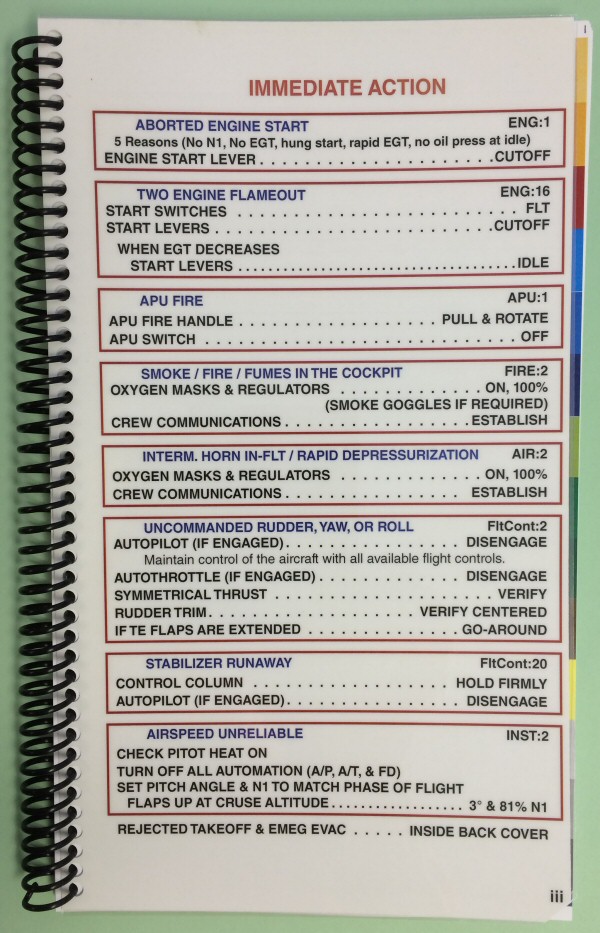 IMMEDIATE ACTION
ABORTED ENGINE START ENG:1
5 Reasons (No N1, No EGT, hung start, rapid EGT, no oil press at idle)
ENGINE START LEVER . . . . . . . . . . . . . . . . . . . . . . . . CUTOFF
TWO ENGINE FLAMEOUT ENG:16
START SWITCHES . . . . . . . . . . . . . . . . . . . . . . . . FLT
START LEVERS . . . . . . . . . . . . . . . . . . . . . . . . CUTOFF
WHEN EGT DECREASES
START LEVERS . . . . . . . . . . . . . . . . . . . . . . . . IDLE
APU FIRE APU:1
APU FIRE HANDLE . . . . . . . . . . . . . . . . . . PULL & ROTATE
APU SWITCH . . . . . . . . . . . . . . . . . . . . . . . . OFF
SMOKE / FIRE / FUMES IN THE COCKPIT FIRE:2
OXYGEN MASKS & REGULATORS . . . . . . . . . . . . . ON, 100%
(SMOKE GOGGLES IF REQUIRED)
CREW COMMUNICATIONS . . . . . . . . . . . . . . . . . ESTABLISH
INTERM. HORN IN-FLT / RAPID DEPRESSURIZATION AIR:2
OXYGEN MASKS & REGULATORS . . . . . . . . . . . . . ON, 100%
CREW COMMUNICATIONS . . . . . . . . . . . . . . . . . ESTABLISH
UNCOMMANDED RUDDER, YAW, OR ROLL FltCont:2
AUTOPILOT (IF ENGAGED) . . . . . . . . . . . . . . . . . DISENGAGE
Maintain control of the aircraft with all available flight controls.
AUTOTHROTTLE (IF ENGAGED) . . . . . . . . . . . . . . DISENGAGE
SYMMETRICAL THRUST . . . . . . . . . . . . . . . . . . . . VERIFY
RUDDER TRIM . . . . . . . . . . . . . . . . . . . VERIFY CENTERED
IF TE FLAPS ARE EXTENDED . . . . . . . . . . . . . GO-AROUND
STABILIZER RUNAWAY FltCont:20
CONTROL COLUMN . . . . . . . . . . . . . . . . . . HOLD FIRMLY
AUTOPILOT (IF ENGAGED) . . . . . . . . . . . . . . . . . DISENGAGE
AIRSPEED UNRELIABLE INST:2
CHECK PITOT HEAT ON
TURN OFF ALL AUTOMATION (A/P, A/T, & FD)
SET PITCH ANGLE & N1 TO MATCH PHASE OF FLIGHT
FLAPS UP AT CRUSE ALTITUDE . . . . . . . . . . . . . . . . . . 3° & 81% N1
REJECTED TAKEOFF & EMEG EVAC . . . . . INSIDE BACK COVER
iii